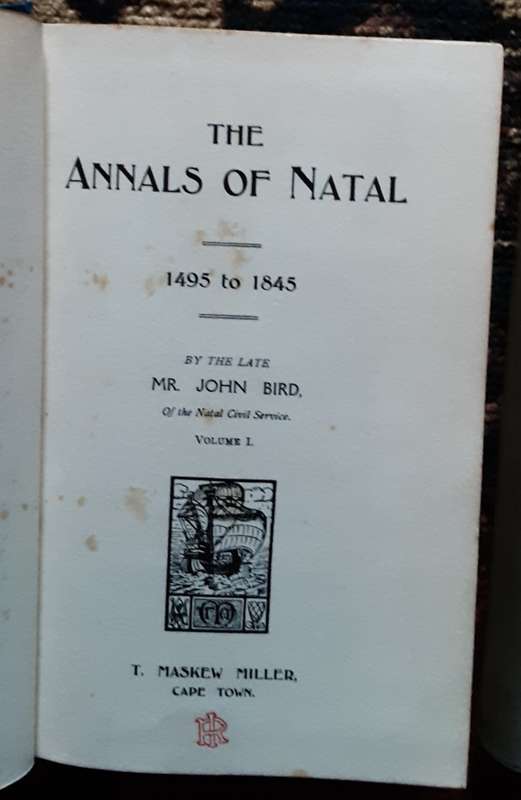 THE
ANNALS OF NATAL
1495 to 1845
BY THE LATE
MR. JOHN BIRD,
Of the Natal Civil Service.
VOLUME I.
T. MASKEW MILLER,
CAPE TOWN.